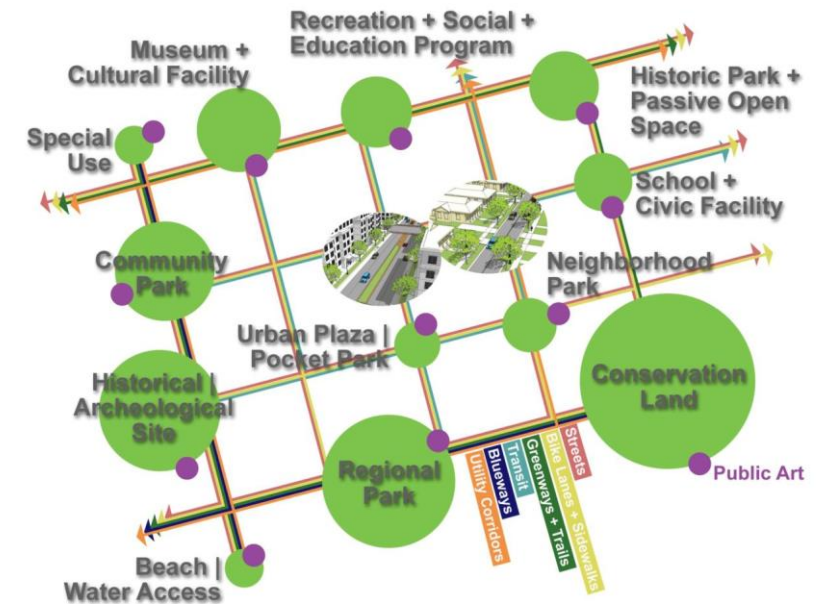 Recreation + Social +
Education Program
Museum +
Cultural Facility
Historic Park +
Passive Open
Space
Special
Use
School +
Civic Facility
Community
Park
Neighborhood
Park
Urban Plaza |
Pocket Park
Historical |
Archeological
Site
Conservation
Land
Regional
Park
Streets
Bike Lanes + Sidewalks
Greenways + Trails
Transit
Blueways
Utility Corridors
Public Art
Beach |
Water Access